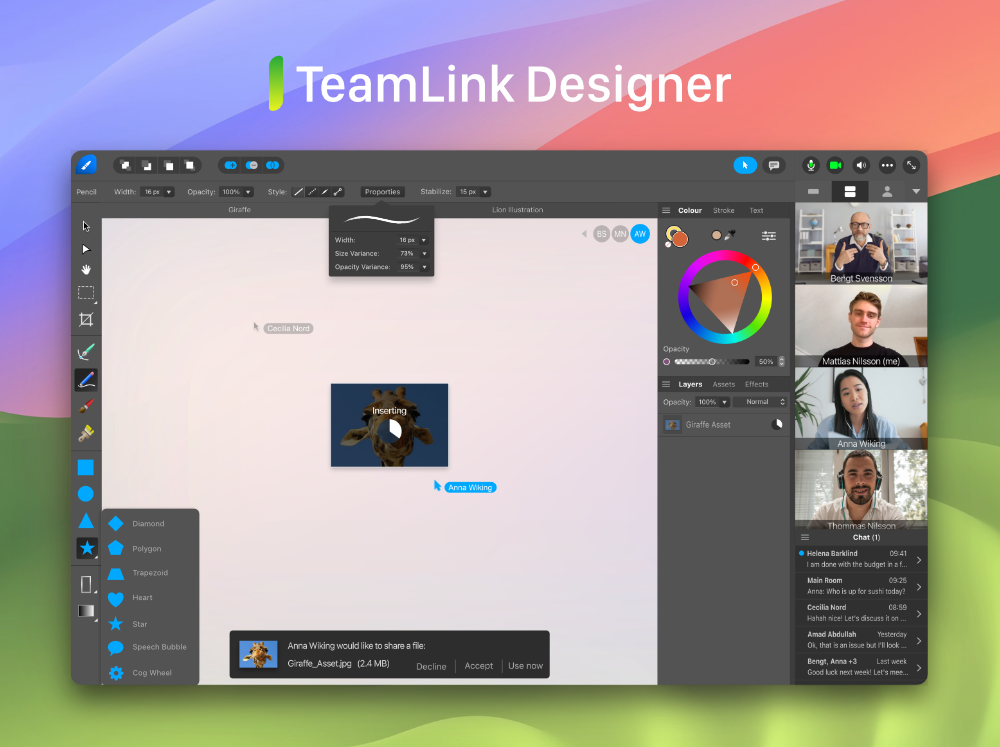 TeamLink Designer
Pencil Width: 16 px Opacity: 100% Style: Properties Stabilize: 15 px
Giraffe Lion illustration
Width: 16 px
Size Variance: 73%
Opacity Variance: 95%
BS MN AW
Cecilia Nord
Inserting
Anna Wiking
Diamond
Polygon
Trapezoid
Heart
Star
Speech Bubble
Cog Wheel
Anna Wiking would like to share a file:
Giraffe_Asset.jpg (2.4 MB) Decline Accept Use now
Colour Stroke Text
Opacity
50%
Layers Assets Effects
Opacity: 100% Normal
Giraffe Asset
Bengt Svensson
Mattias Nilsson (me)
Anna Wiking
Thommas Nilsson
Chat (1)
Helena Barklind 09:41
I am done with the budget in a f...
Main Room 09:25
Anna: Who is up for sushi today?
Cecilia Nord 08:59
Hahah nice! Let's discuss it on ...
Amad Abdullah Yesterday
Ok, that is an issue but I'll look ...
Bengt, Anna +3 Last week
Good luck next week! Let's mee...